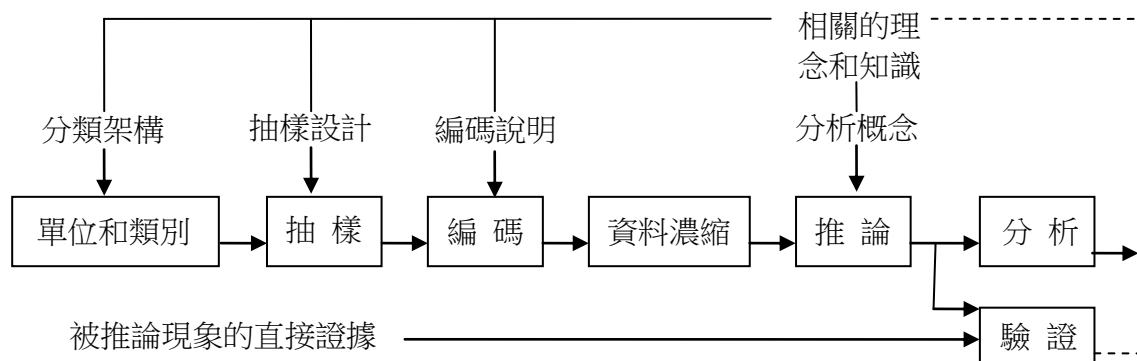 相關的理
念和知識
分類架構
抽樣設計
編碼說明
分析概念
單位和類別
抽 樣
編 碼
資料濃縮
推 論
分 析
被推論現象的直接證據
驗 證